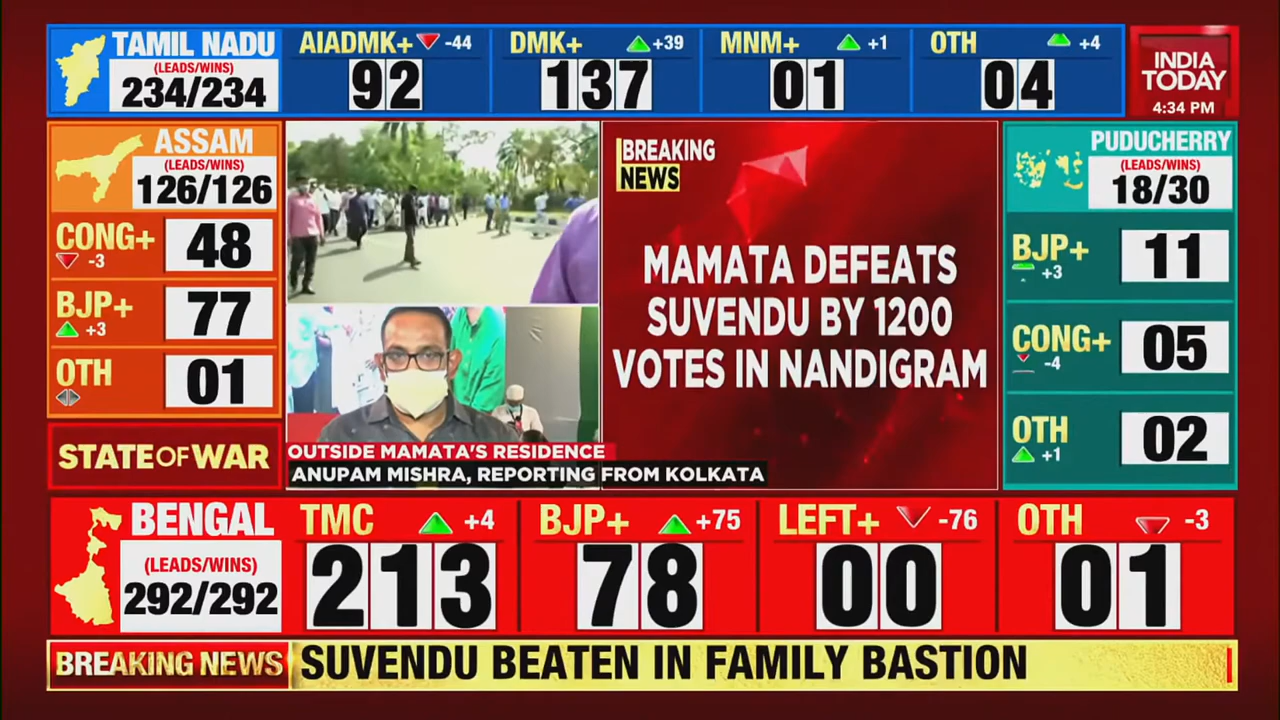 TAMIL NADU
(LEADS/WINS)
234/234
AIADMK+ -44
92
DMK+ +39
137
MNM+ +1
01
OTH +4
04
INDIA
TODAY
4:34 PM
ASSAM
(LEADS/WINS)
126/126
CONG+
-3
48
BJP+
+3
77
OTH
01
STATE OF WAR
BREAKING
NEWS
MAMATA DEFEATS
SUVENDU BY 1200
VOTES IN NANDIGRAM
OUTSIDE MAMATA'S RESIDENCE
ANUPAM MISHRA, REPORTING FROM KOLKATA
PUDUCHERRY
(LEADS/WINS)
18/30
BJP+
+3
11
CONG+
-4
05
OTH
+1
02
BENGAL
(LEADS/WINS)
292/292
TMC +4
213
BJP+ +75
78
LEFT+ -76
00
OTH -3
01
BREAKING NEWS SUVENDU BEATEN IN FAMILY BASTION